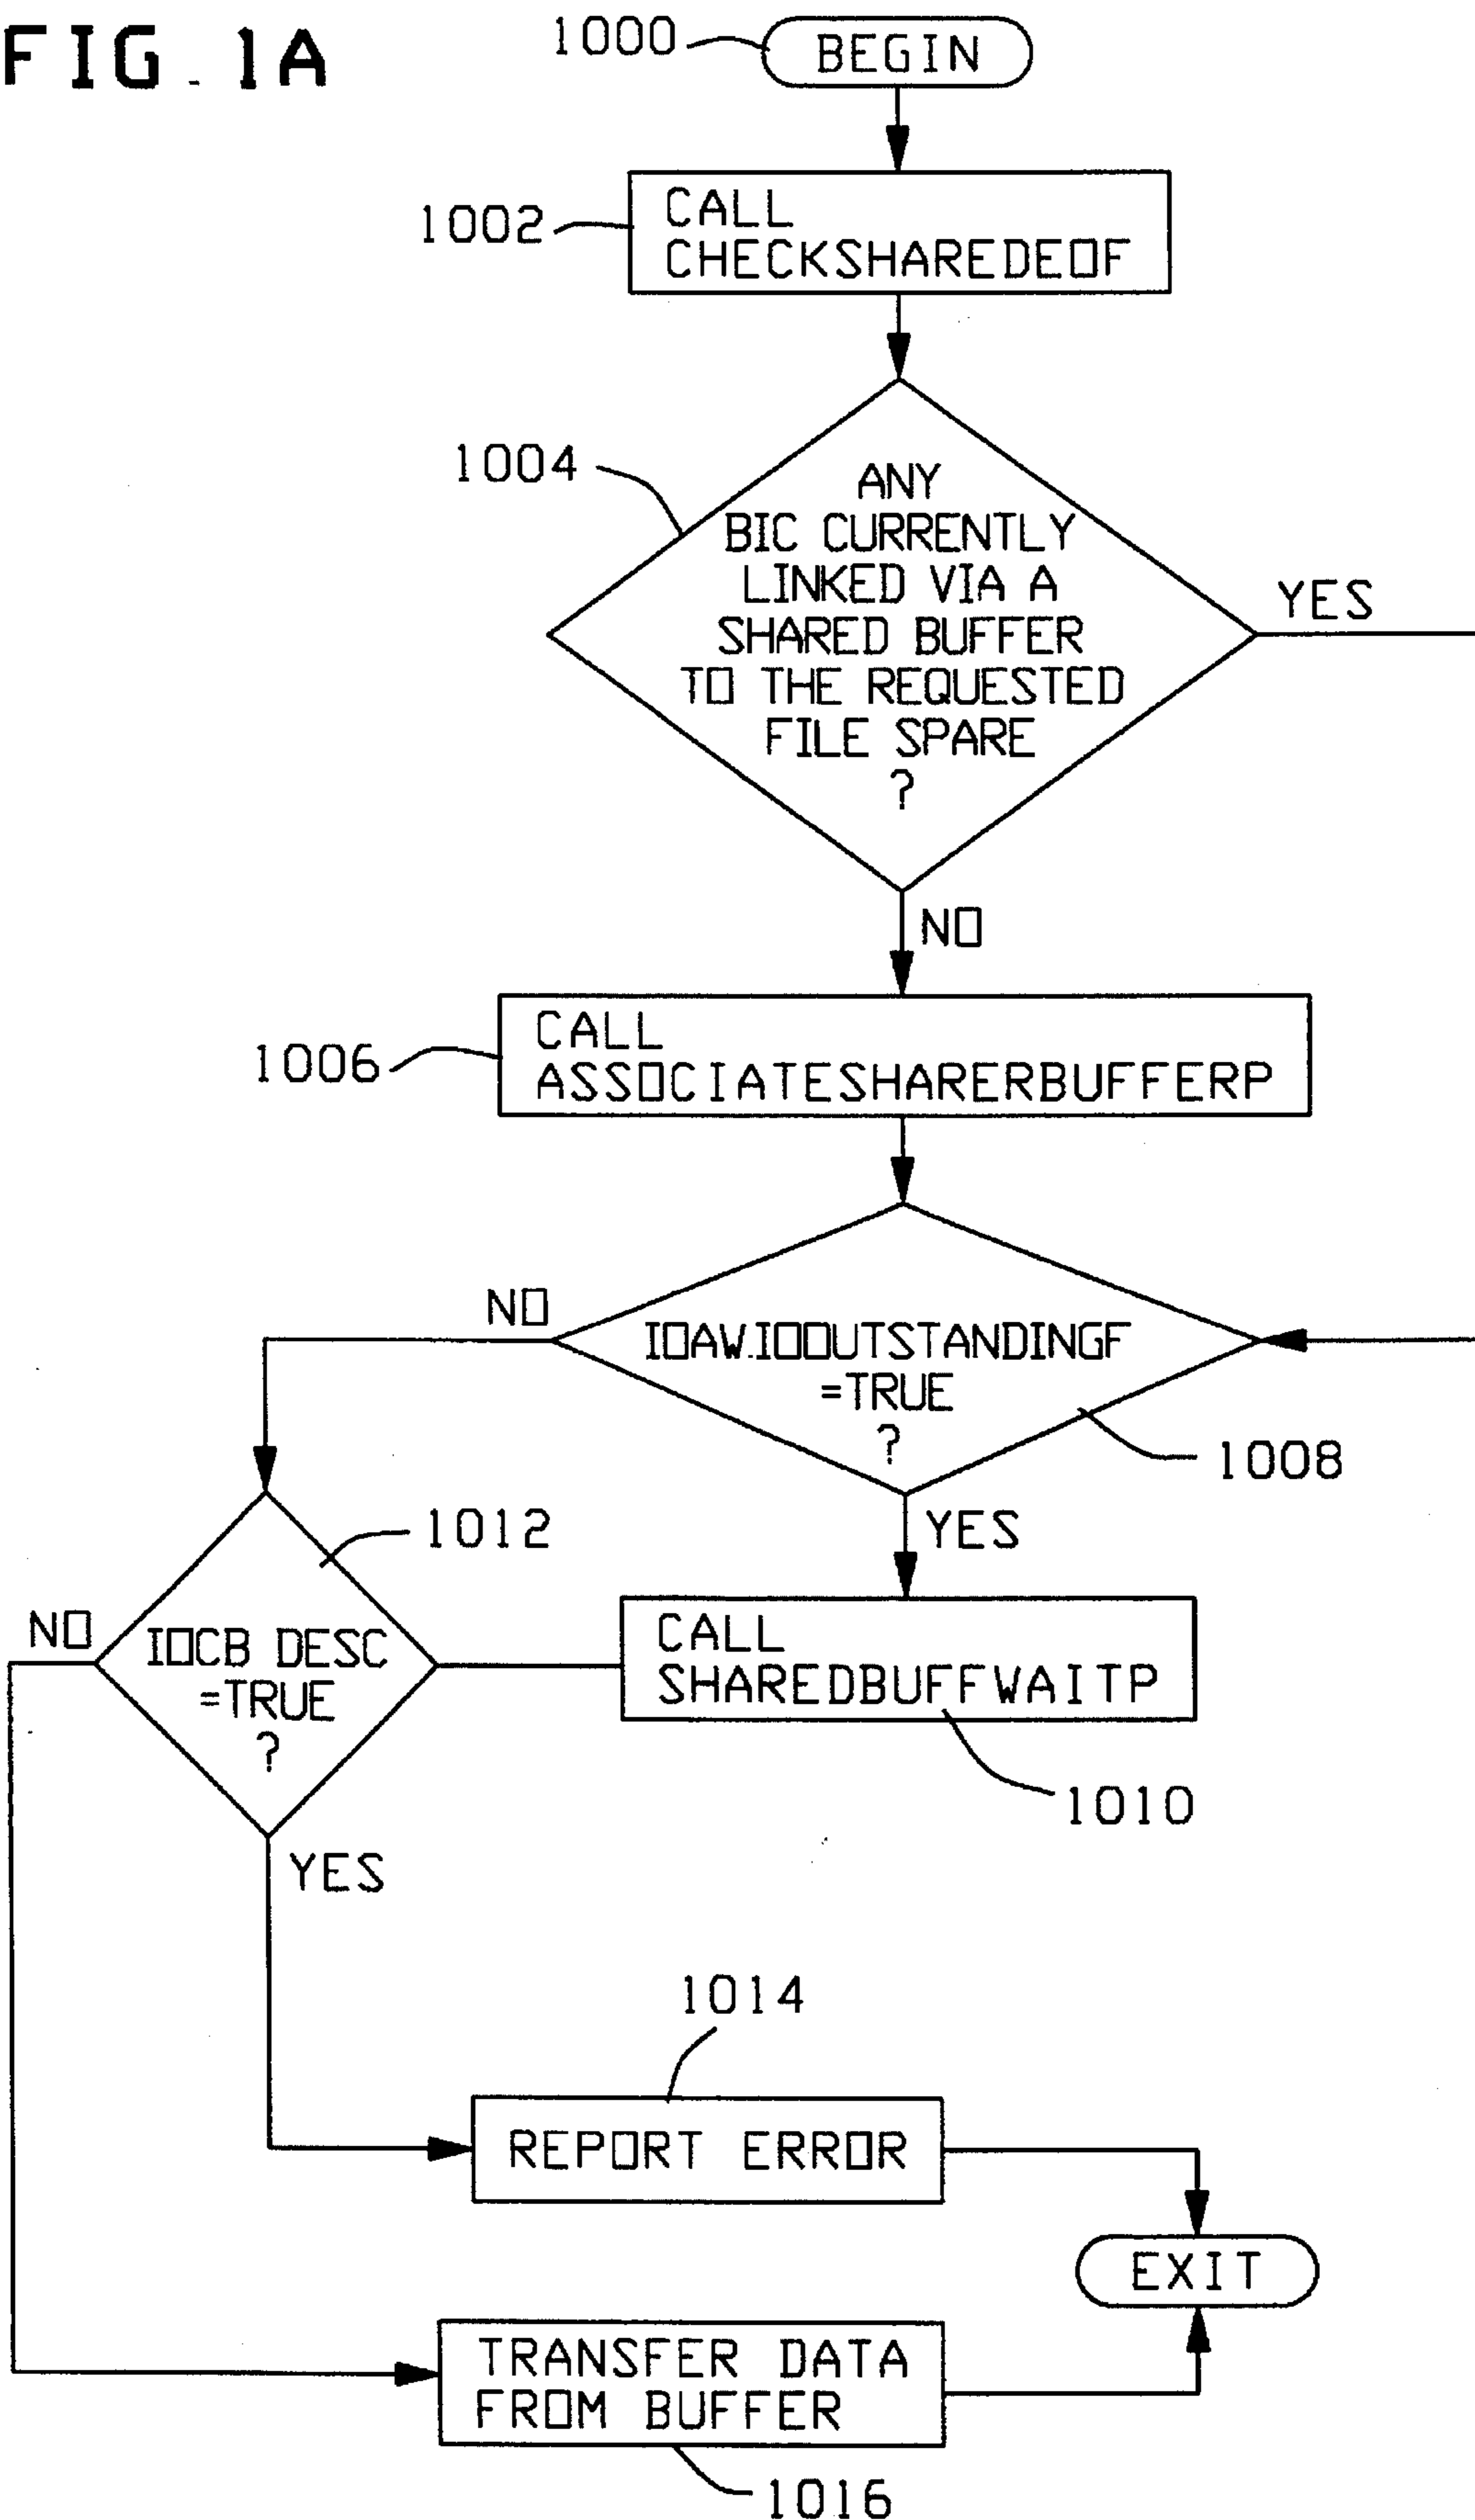 FIG. 1A
1000
BEGIN
1002
CALL
CHECKSHAREDEOF
1004
ANY
BIC CURRENTLY
LINKED VIA A
SHARED BUFFER
TO THE REQUESTED
FILE SPARE
?
YES
NO
1006
CALL
ASSOCIATESHARERBUFFERP
NO
IOAW.IOOUTSTANDINGF
=TRUE
?
1008
YES
1012
NO
IOCB DESC
=TRUE
?
CALL
SHAREDBUFFWAITP
1010
YES
1014
REPORT ERROR
EXIT
TRANSFER DATA
FROM BUFFER
1016